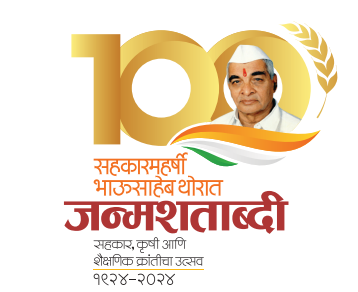 100
सहकारमहर्षी
भाऊसाहेब थोरात
जन्मशताब्दी
सहकार, कृषी आणि
शैक्षणिक क्रांतीचा उत्सव
१९२४-२०२४